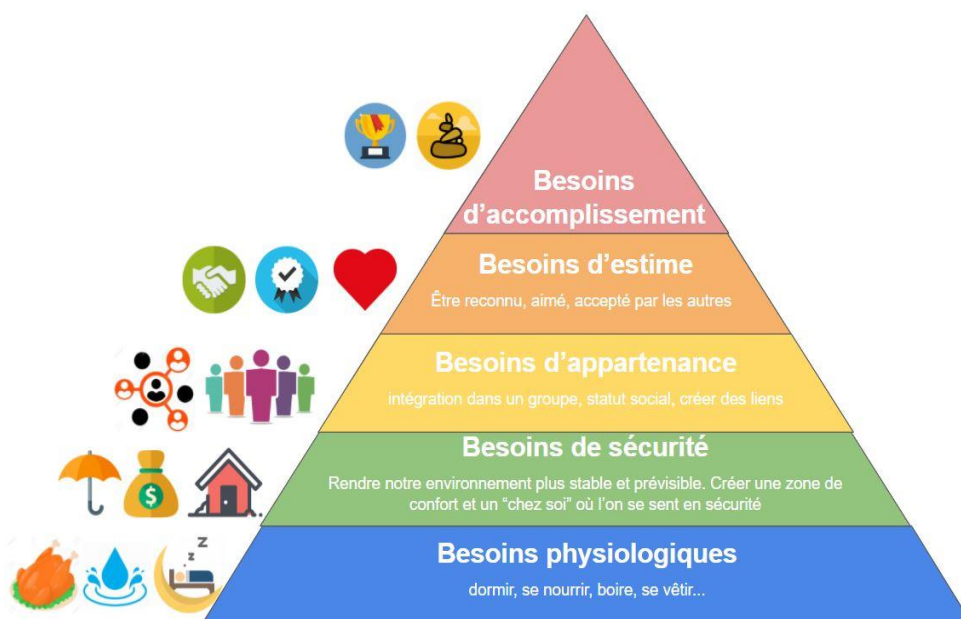 Besoins
d'accomplissement
Besoins d'estime
Être reconnu, aimé, accepté par les autres
Besoins d'appartenance
intégration dans un groupe, statut social, créer des liens
Besoins de sécurité
Rendre notre environnement plus stable et prévisible. Créer une zone de
confort et un “chez soi” où l'on se sent en sécurité
$
z
z
Z
Besoins physiologiques
dormir, se nourrir, boire, se vêtir...